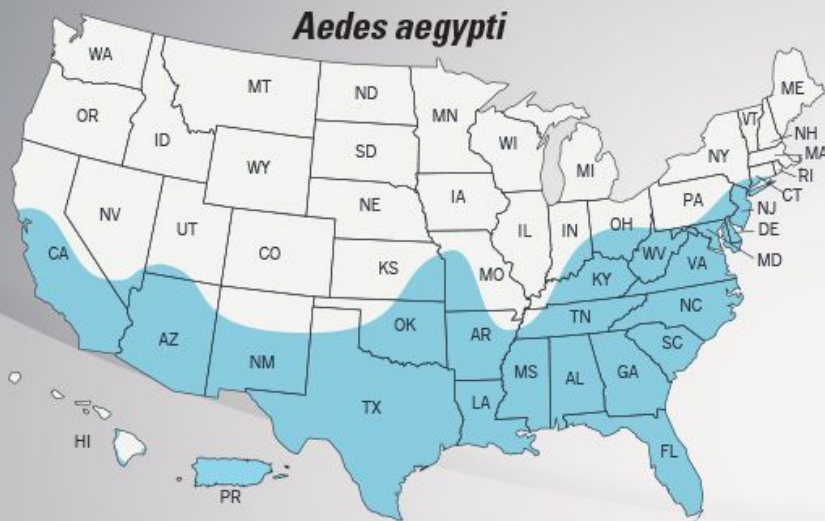 Aedes aegypti
WA
MT
ND
MN
ME
OR
ID
SD
WI
VT
NH
WY
NY
MA
MI
RI
CT
NV
UT
NE
IA
IL
IN
OH
PA
NJ
DE
MD
CA
CO
KS
MO
WV
VA
KY
AZ
NM
OK
AR
TN
NC
SC
TX
LA
MS
AL
GA
FL
HI
PR